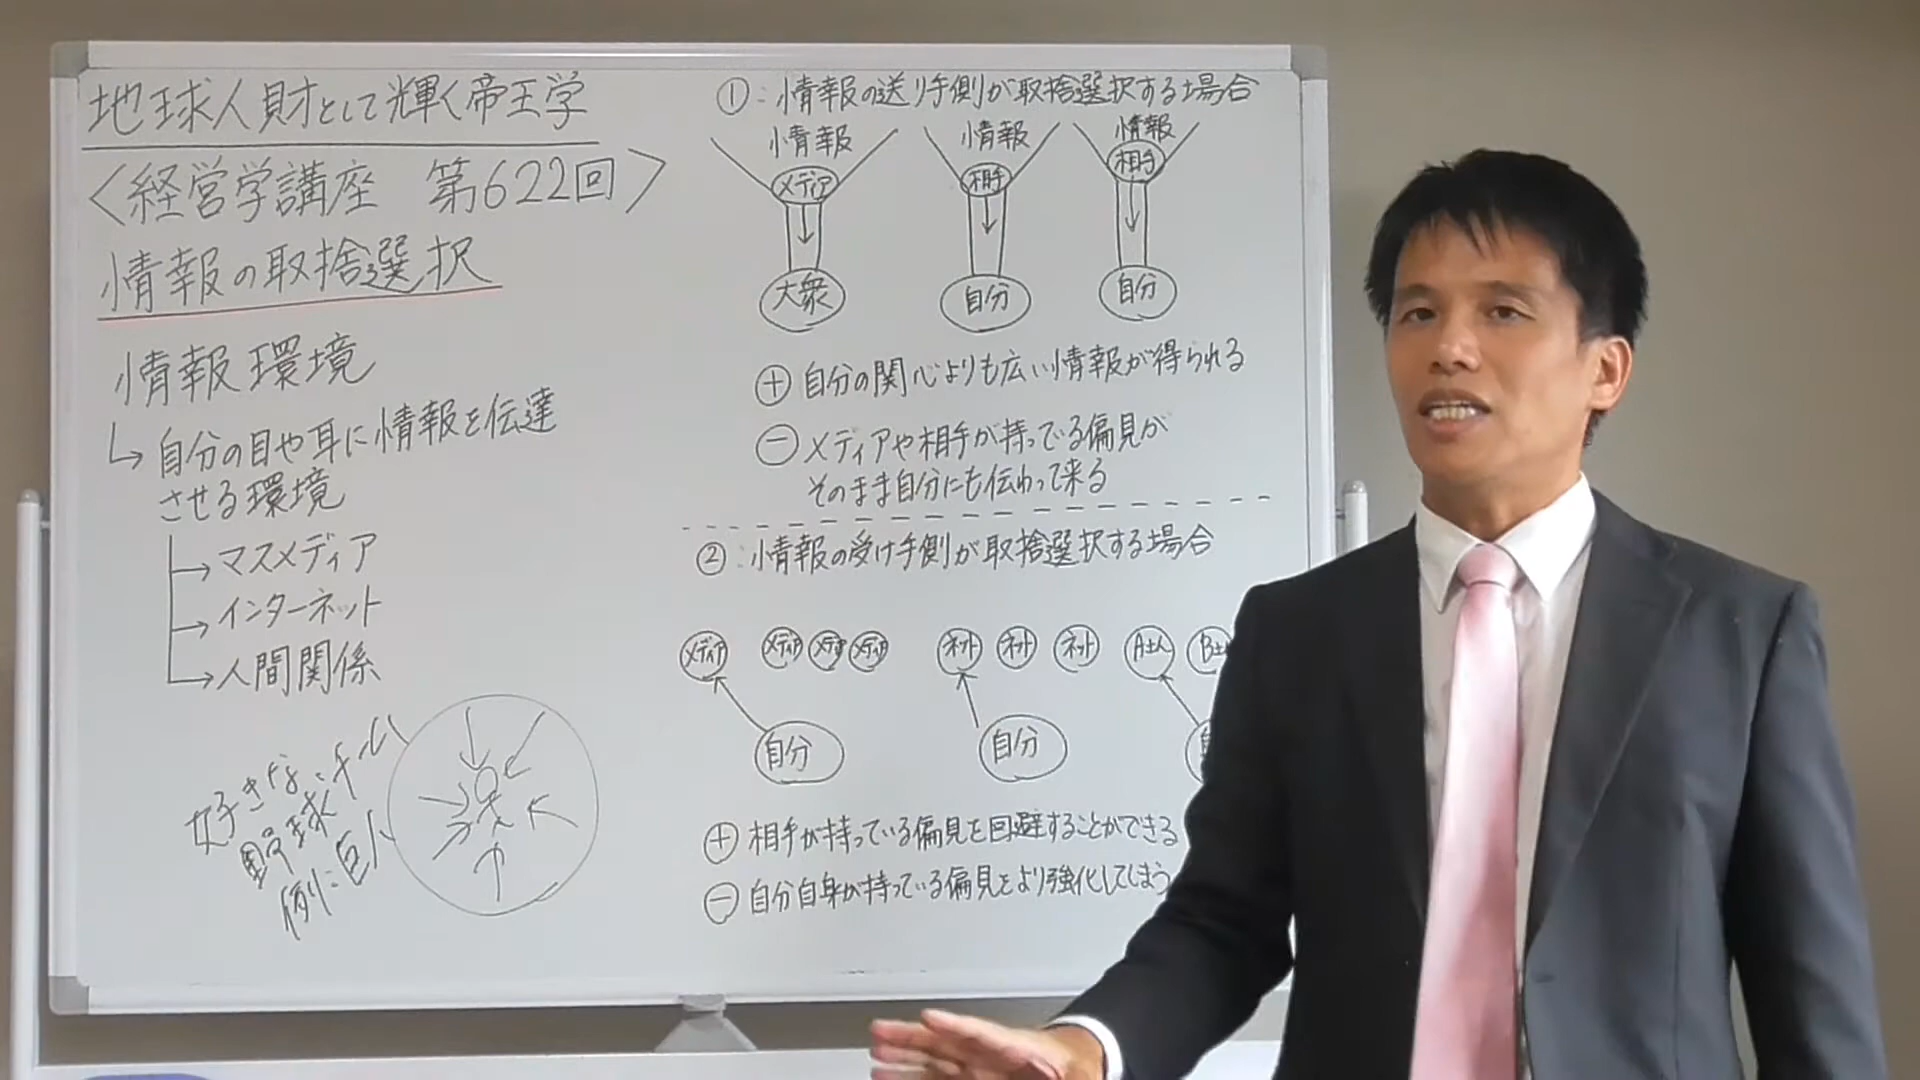 地球人財として輝く帝王学
〈経営学講座 第622回〉
情報の取捨選択
情報環境
自分の目や耳に情報を伝達
させる環境
マスメディア
インターネット
人間関係
好きな
野球チーム
例：巨人
①：情報の送り手側が取捨選択する場合
情報 情報 情報
メディア 相手 相手
大衆 自分 自分
⊕ 自分の関心よりも広い情報が得られる
⊖ メディアや相手が持っている偏見が
そのまま自分にも伝わって来る
②：情報の受け手側が取捨選択する場合
メディア メディア メディア メディア ネット ネット ネット A士人
自分 自分
⊕ 相手が持っている偏見を回避することができる
⊖ 自分自身が持っている偏見をより強化してしまう